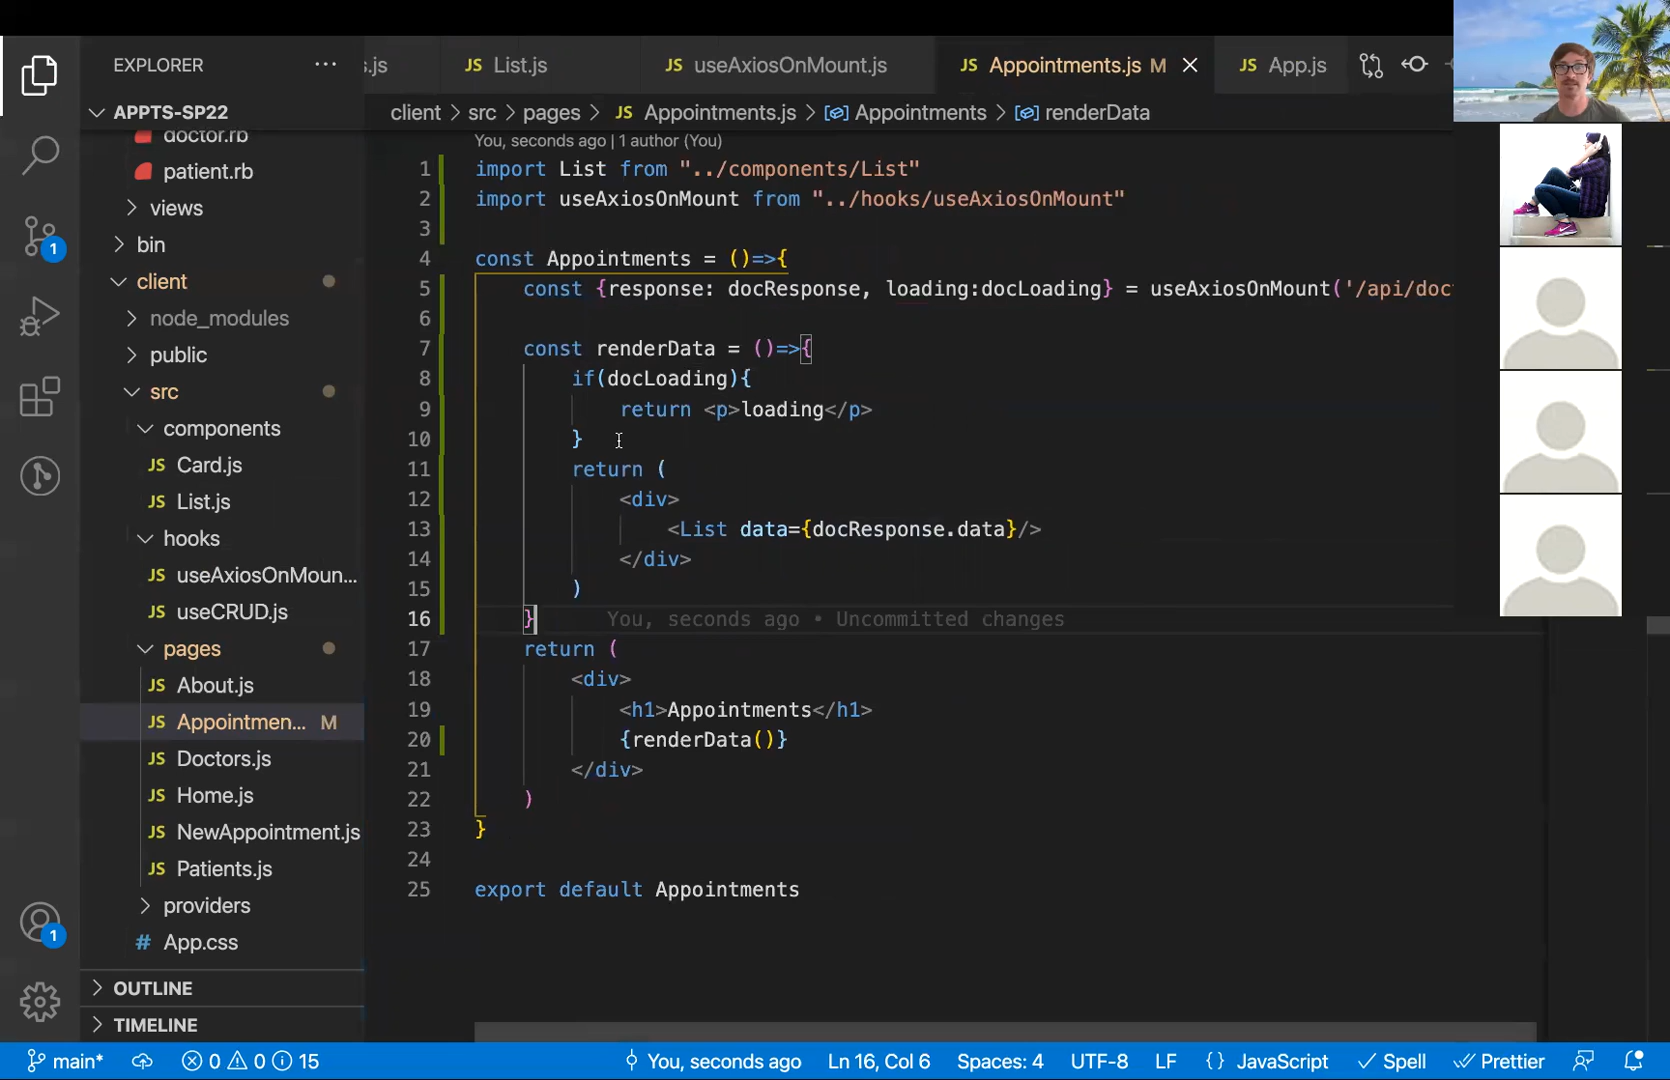 EXPLORER
APPTS-SP22
doctor.rb
patient.rb
views
bin
client
node_modules
public
src
components
JS Card.js
JS List.js
hooks
JS useAxiosOnMoun...
JS useCRUD.js
pages
JS About.js
JS Appointmen... M
JS Doctors.js
JS Home.js
JS NewAppointment.js
JS Patients.js
providers
# App.css
OUTLINE
TIMELINE
s.js JS List.js JS useAxiosOnMount.js JS Appointments.js M JS App.js
client > src > pages > JS Appointments.js > Appointments > renderData
You, seconds ago | 1 author (You)
1 import List from "../components/List"
2 import useAxiosOnMount from "../hooks/useAxiosOnMount"
3
4 const Appointments = ()=>{
5 const {response: docResponse, loading:docLoading} = useAxiosOnMount('/api/doc
6
7 const renderData = ()=>{
8 if(docLoading){
9 return <p>loading</p>
10 }
11 return (
12 <div>
13 <List data={docResponse.data}/>
14 </div>
15 )
16 } You, seconds ago • Uncommitted changes
17 return (
18 <div>
19 <h1>Appointments</h1>
20 {renderData()}
21 </div>
22 )
23 }
24
25 export default Appointments
1
1
main* 0 0 15 You, seconds ago Ln 16, Col 6 Spaces: 4 UTF-8 LF {} JavaScript Spell Prettier